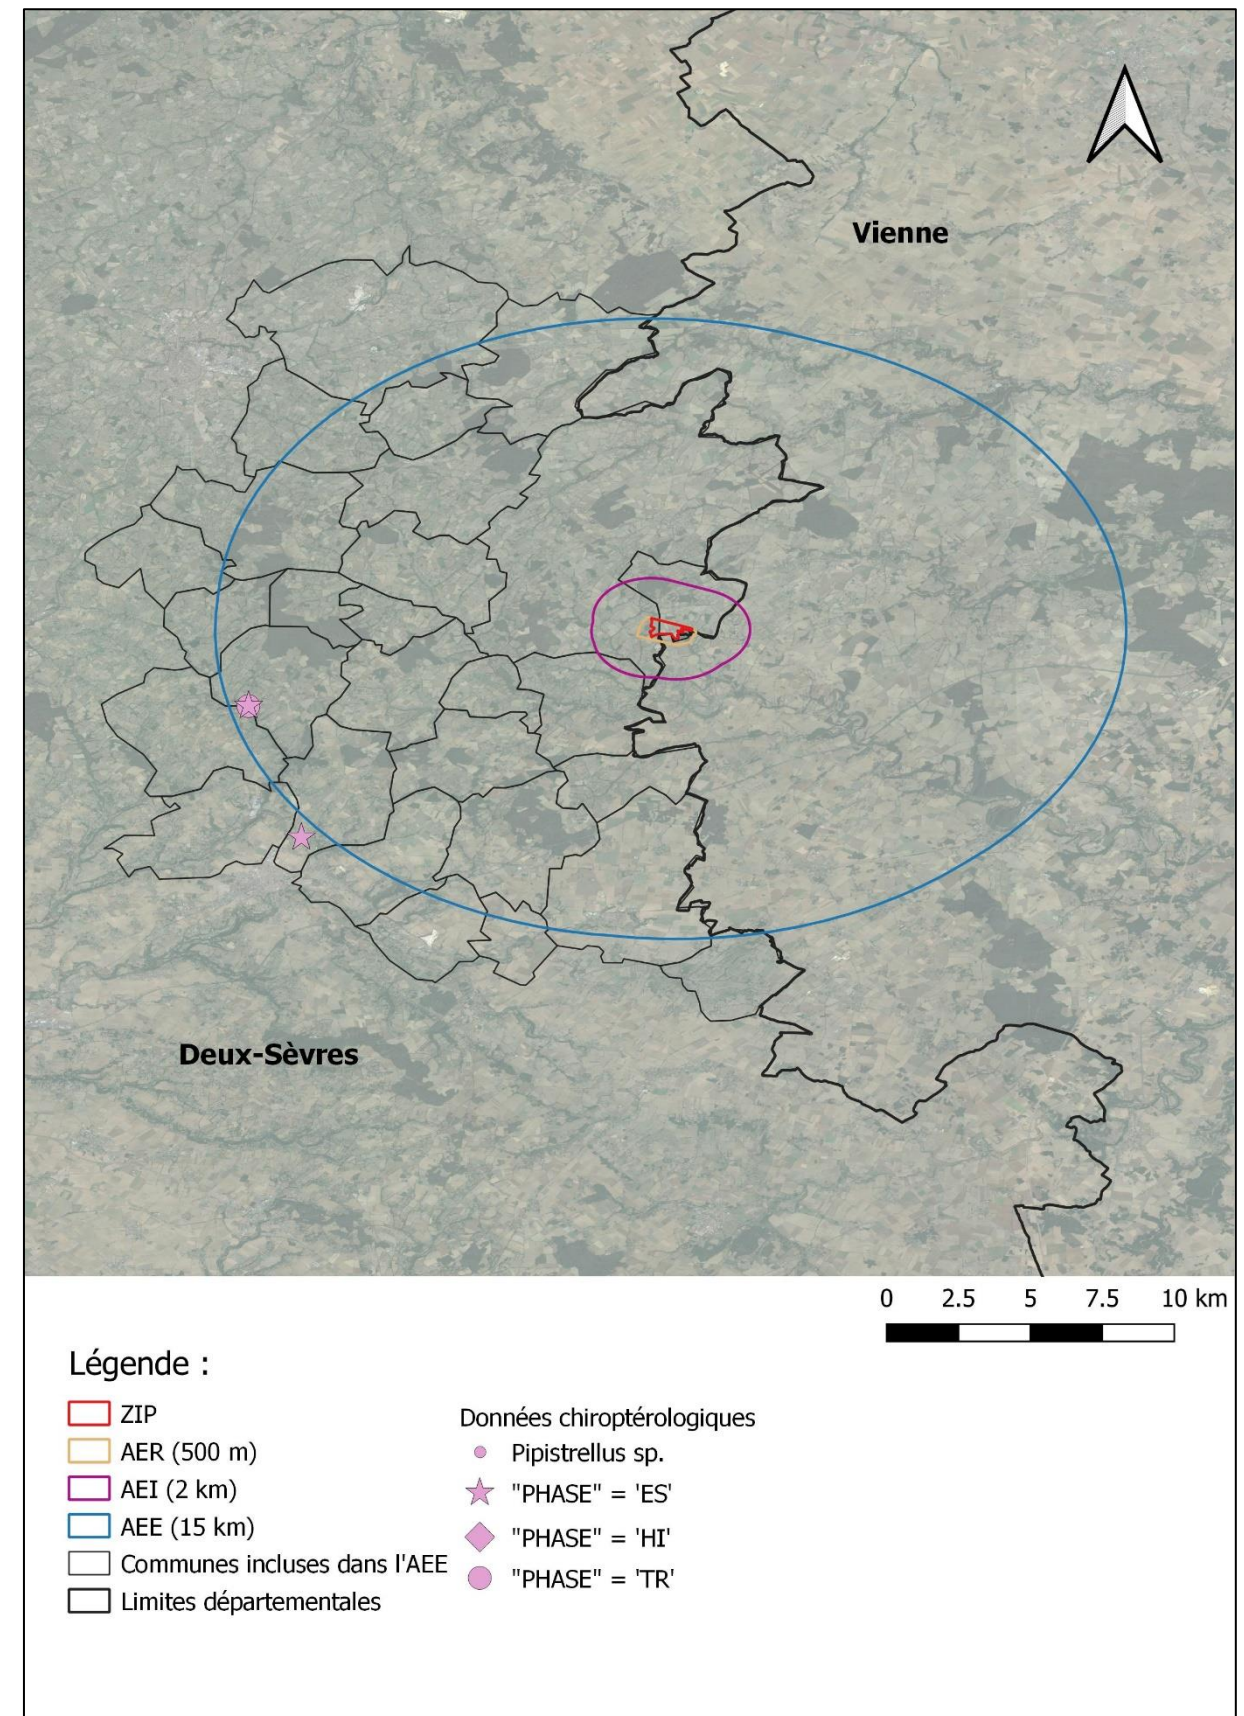 Vienne
Deux-Sèvres
0 2.5 5 7.5 10 km
Légende :
ZIP
AER (500 m)
AEI (2 km)
AEE (15 km)
Communes incluses dans l'AEE
Limites départementales
Données chiroptérologiques
Pipistrellus sp.
"PHASE" = 'ES'
"PHASE" = 'HI'
"PHASE" = 'TR'